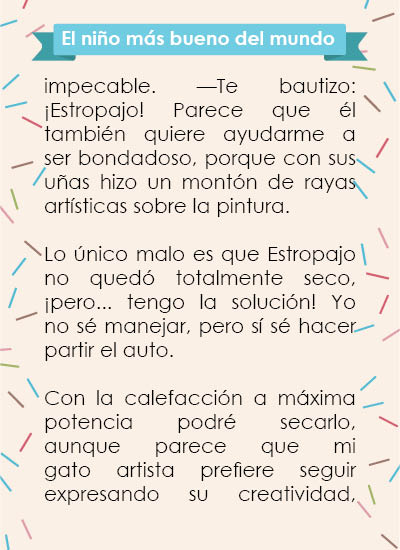 El niño más bueno del mundo
impecable. —Te bautizo:
¡Estropajo! Parece que él
también quiere ayudarme a
ser bondadoso, porque con sus
uñas hizo un montón de rayas
artísticas sobre la pintura.
Lo único malo es que Estropajo
no quedó totalmente seco,
¡pero... tengo la solución! Yo
no sé manejar, pero sí sé hacer
partir el auto.
Con la calefacción a máxima
potencia podré secarlo,
aunque parece que mi
gato artista prefiere seguir
expresando su creatividad,